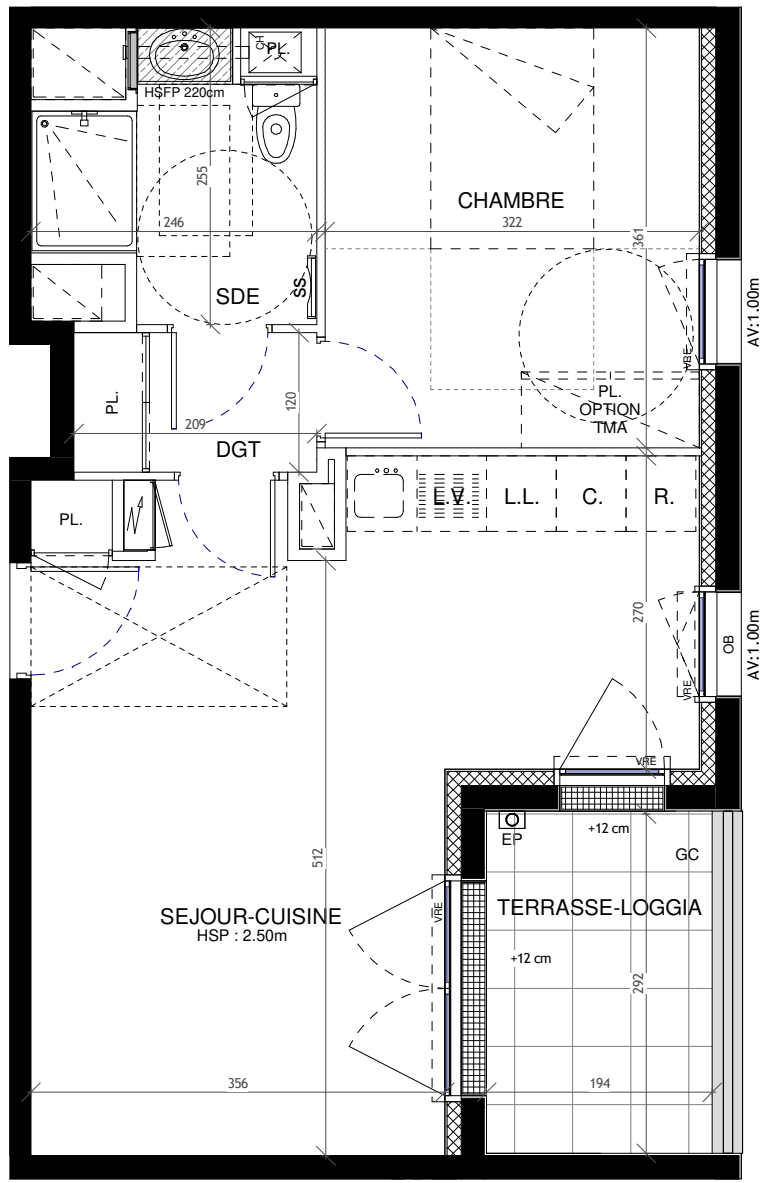 CH
PL.
HSFP 220cm
255
CHAMBRE
246
322
361
SDE
SS
AV:1.00m
VRE
PL.
120
PL.
OPTION
TMA
209
DGT
L.V.
L.L.
C.
R.
PL.
270
OB
AV:1.00m
VRE
VRE
+12 cm
EP
GC
512
SEJOUR-CUISINE
HSP : 2.50m
VRE
TERRASSE-LOGGIA
+12 cm
292
356
194